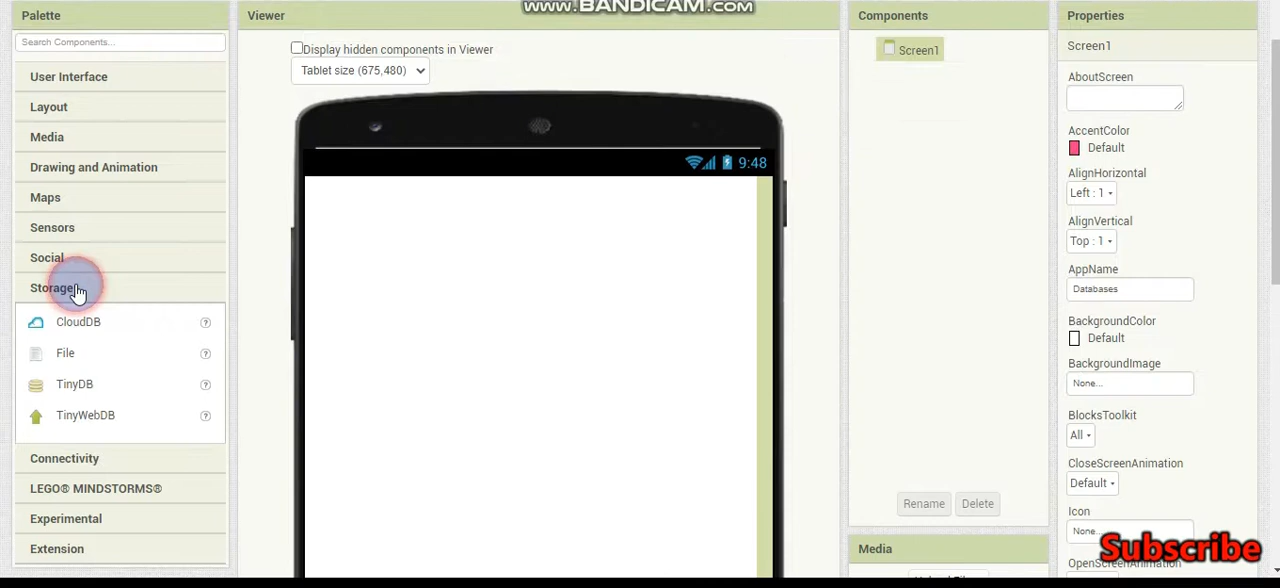 www.BANDICAM.com
Palette
Search Components...
User Interface
Layout
Media
Drawing and Animation
Maps
Sensors
Social
Storage
CloudDB ?
File ?
TinyDB ?
TinyWebDB ?
Connectivity
LEGO® MINDSTORMS®
Experimental
Extension
Viewer
Display hidden components in Viewer
Tablet size (675,480)
9:48
Components
Screen1
Rename Delete
Media
Properties
Screen1
AboutScreen
AccentColor
Default
AlignHorizontal
Left : 1
AlignVertical
Top : 1
AppName
Databases
BackgroundColor
Default
BackgroundImage
None...
BlocksToolkit
All
CloseScreenAnimation
Default
Icon
None...
OpenScreenAnimation
Subscribe